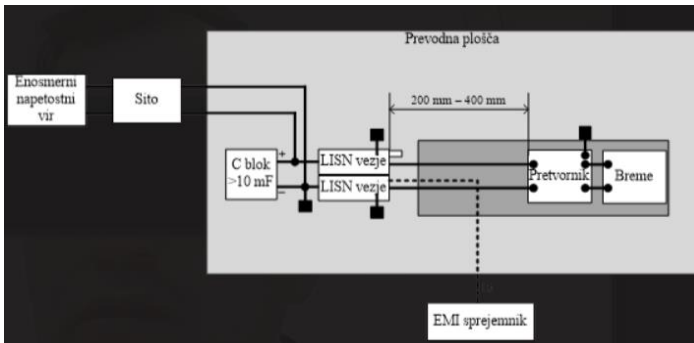 Prevodna plošča
Enosmerni
napetostni
vir
Sito
200 mm – 400 mm
C blok
>10 mF
+
–
LISN vezje
LISN vezje
Pretvornik
Breme
EMI sprejemnik